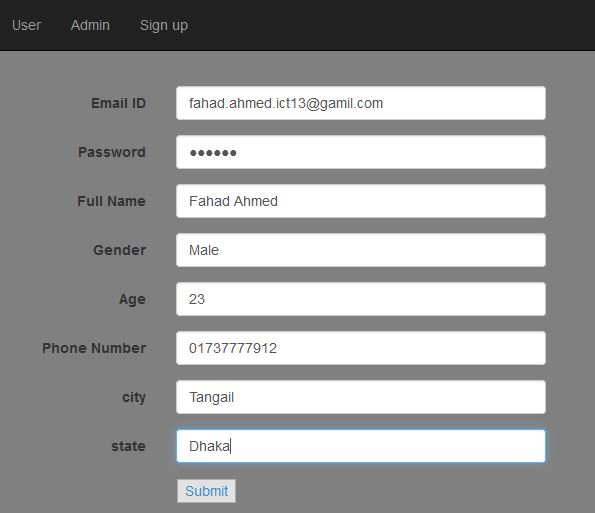 User Admin Sign up
Email ID fahad.ahmed.ict13@gamil.com
Password ●●●●●●
Full Name Fahad Ahmed
Gender Male
Age 23
Phone Number 01737777912
city Tangail
state Dhaka
Submit